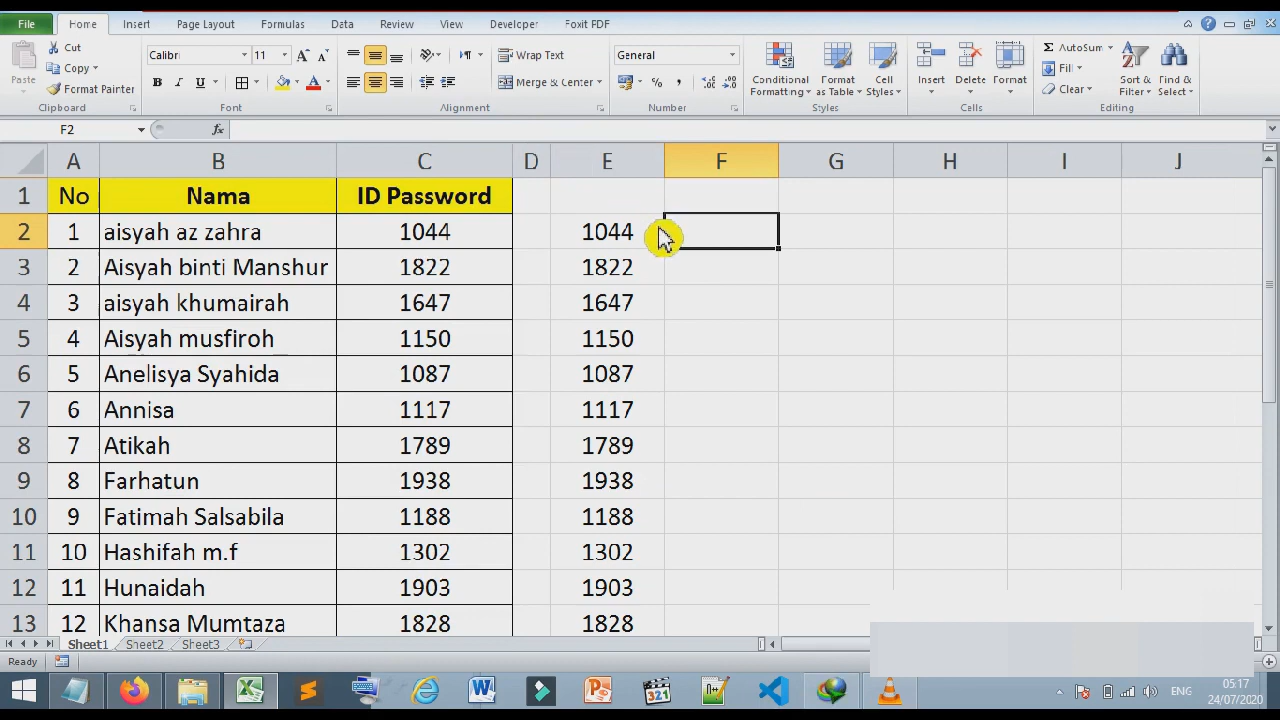 File Home Insert Page Layout Formulas Data Review View Developer Foxit PDF
Paste
Cut
Copy
Format Painter
Clipboard
Calibri 11
B I U
Font
Wrap Text
Merge & Center
Alignment
General
% ,
Number
Conditional Formatting
Format as Table
Cell Styles
Styles
Insert Delete Format
Cells
AutoSum
Fill
Clear
Sort & Filter
Find & Select
Editing
F2 fx
A B C D E F G H I J
1 No Nama ID Password
2 1 aisyah az zahra 1044 1044
3 2 Aisyah binti Manshur 1822 1822
4 3 aisyah khumairah 1647 1647
5 4 Aisyah musfiroh 1150 1150
6 5 Anelisya Syahida 1087 1087
7 6 Annisa 1117 1117
8 7 Atikah 1789 1789
9 8 Farhatun 1938 1938
10 9 Fatimah Salsabila 1188 1188
11 10 Hashifah m.f 1302 1302
12 11 Hunaidah 1903 1903
13 12 Khansa Mumtaza 1828 1828
Sheet1 Sheet2 Sheet3
Ready
321
ENG
05:17
24/07/2020